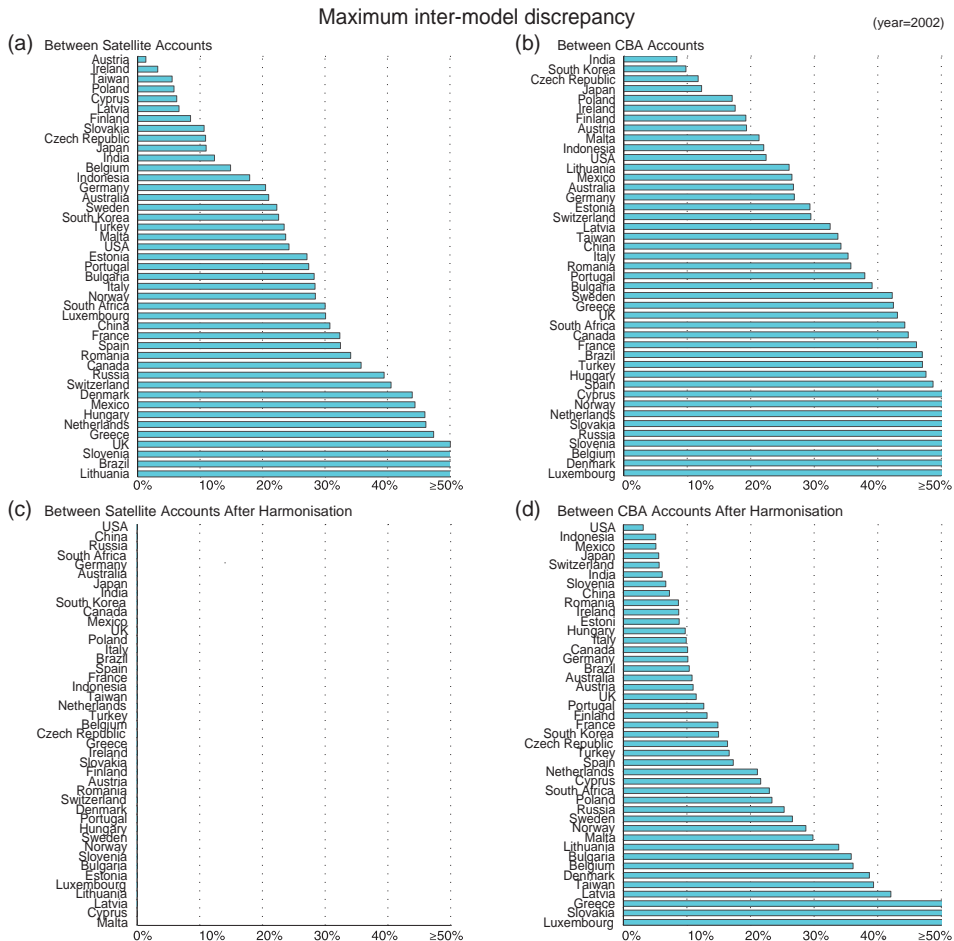 Maximum inter-model discrepancy
(year=2002)
(a) Between Satellite Accounts
Austria
Ireland
Taiwan
Poland
Cyprus
Latvia
Finland
Slovakia
Czech Republic
Japan
India
Belgium
Indonesia
Germany
Australia
Sweden
South Korea
Turkey
Malta
USA
Estonia
Portugal
Bulgaria
Italy
Norway
South Africa
Luxembourg
China
France
Spain
Romania
Canada
Russia
Switzerland
Denmark
Mexico
Hungary
Netherlands
Greece
UK
Slovenia
Brazil
Lithuania
0% 10% 20% 30% 40% ≥50%
(b) Between CBA Accounts
India
South Korea
Czech Republic
Japan
Poland
Ireland
Finland
Austria
Malta
Indonesia
USA
Lithuania
Mexico
Australia
Germany
Estonia
Switzerland
Latvia
Taiwan
China
Italy
Romania
Portugal
Bulgaria
Sweden
Greece
UK
South Africa
Canada
France
Brazil
Turkey
Hungary
Spain
Cyprus
Norway
Netherlands
Slovakia
Russia
Slovenia
Belgium
Denmark
Luxembourg
0% 10% 20% 30% 40% ≥50%
(c) Between Satellite Accounts After Harmonisation
USA
China
Russia
South Africa
Germany
Australia
Japan
India
South Korea
Canada
Mexico
UK
Poland
Italy
Brazil
Spain
France
Indonesia
Taiwan
Netherlands
Turkey
Belgium
Czech Republic
Greece
Ireland
Slovakia
Finland
Austria
Romania
Switzerland
Denmark
Portugal
Hungary
Sweden
Norway
Slovenia
Bulgaria
Estonia
Luxembourg
Lithuania
Latvia
Cyprus
Malta
0% 10% 20% 30% 40% ≥50%
(d) Between CBA Accounts After Harmonisation
USA
Indonesia
Mexico
Japan
Switzerland
India
Slovenia
China
Romania
Ireland
Estoni
Hungary
Italy
Canada
Germany
Brazil
Australia
Austria
UK
Portugal
Finland
France
South Korea
Czech Republic
Turkey
Spain
Netherlands
Cyprus
South Africa
Poland
Russia
Sweden
Norway
Malta
Lithuania
Bulgaria
Belgium
Denmark
Taiwan
Latvia
Greece
Slovakia
Luxembourg
0% 10% 20% 30% 40% ≥50%